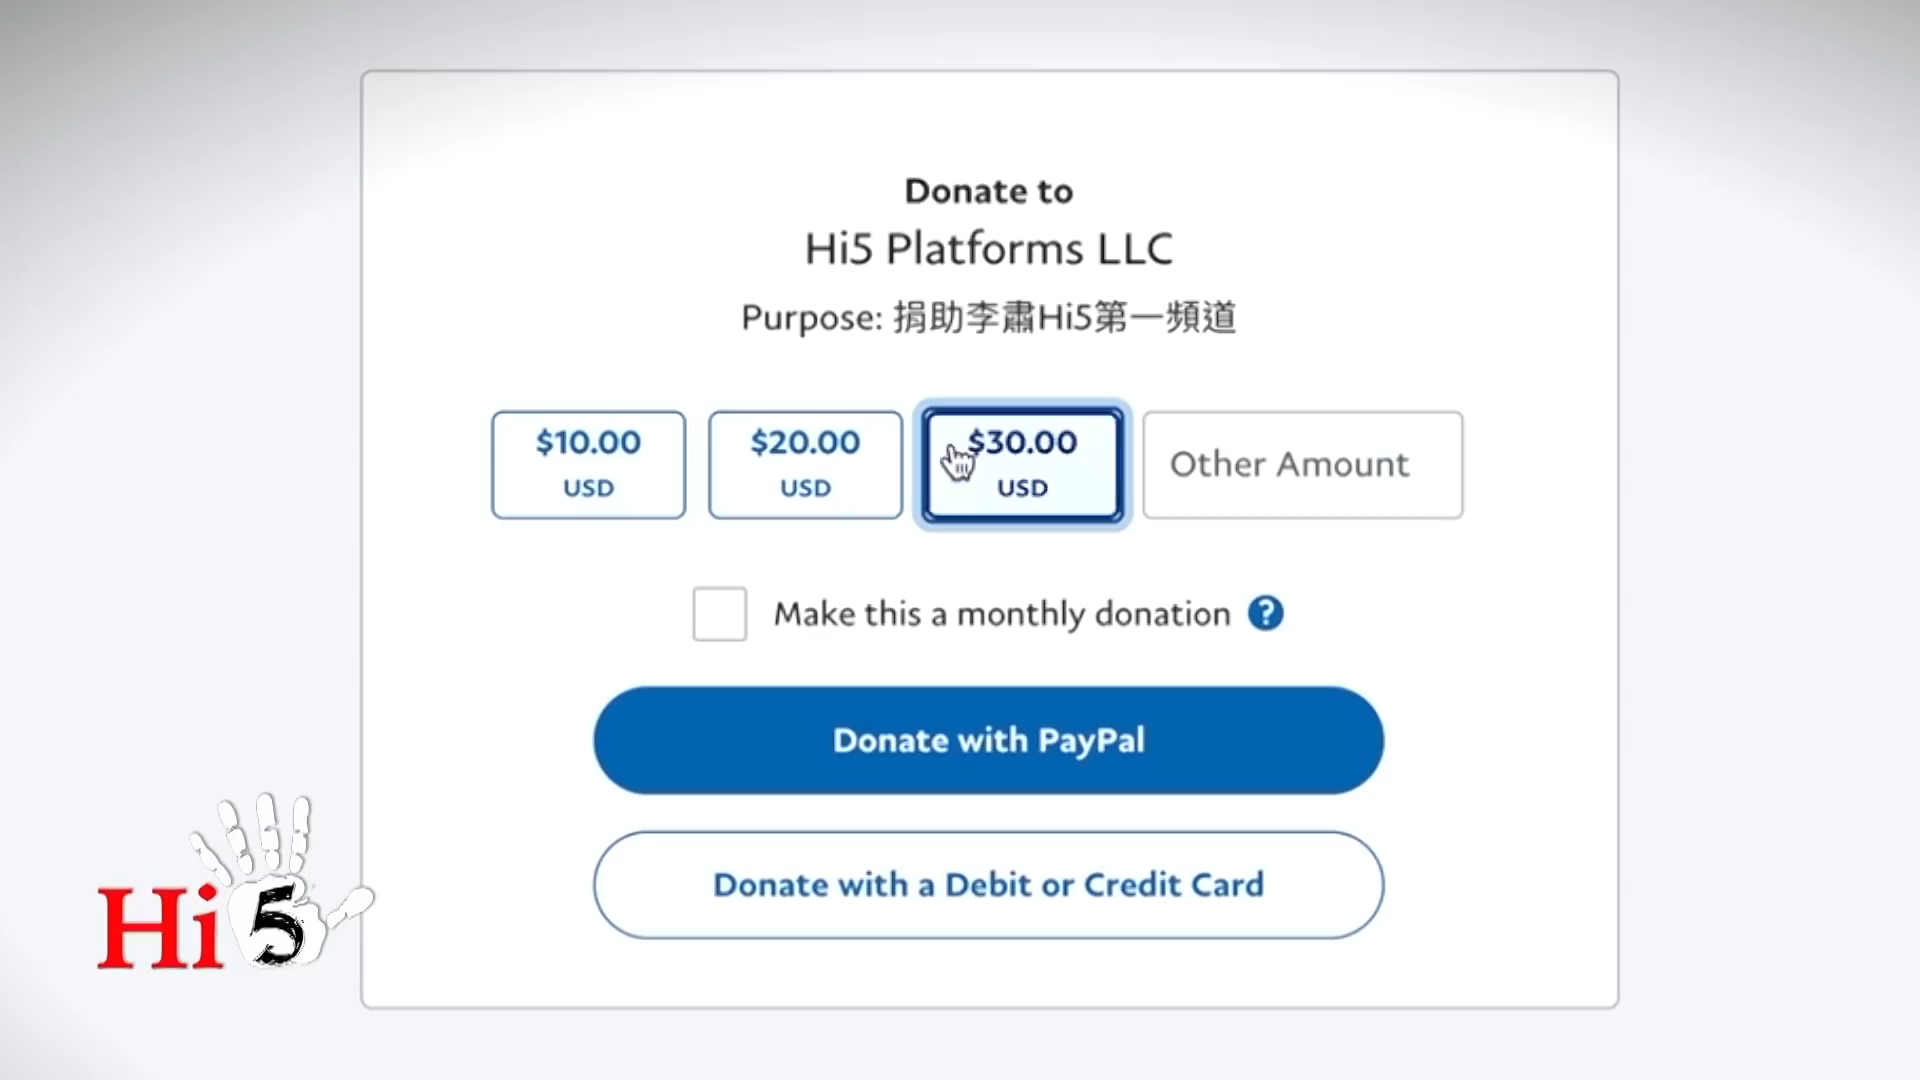 Donate to
Hi5 Platforms LLC
Purpose: 捐助李肅Hi5第一頻道
$10.00
USD
$20.00
USD
$30.00
USD
Other Amount
Make this a monthly donation ?
Donate with PayPal
Donate with a Debit or Credit Card
Hi5